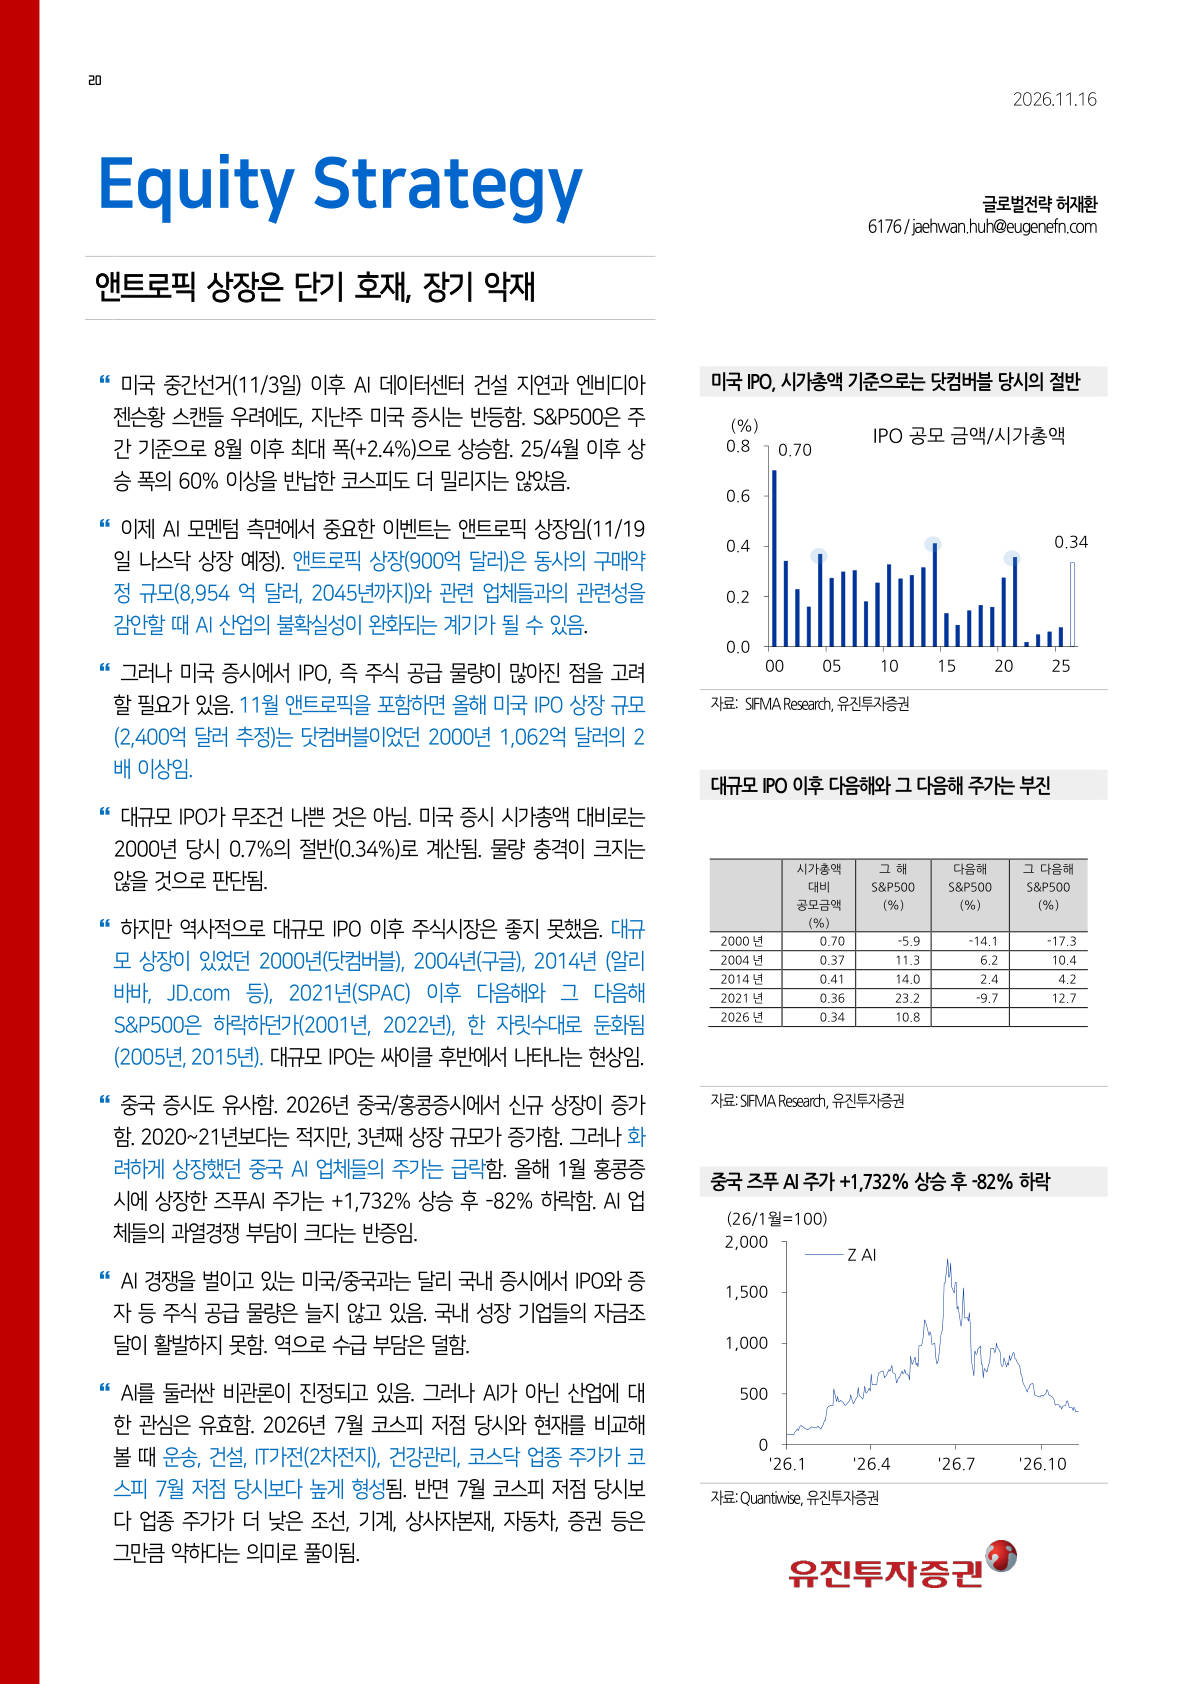 20
2026.11.16
Equity Strategy
글로벌전략 허재환
6176 / jaehwan.huh@eugenefn.com
앤트로픽 상장은 단기 호재, 장기 악재
“ 미국 중간선거(11/3일) 이후 AI 데이터센터 건설 지연과 엔비디아
젠슨황 스캔들 우려에도, 지난주 미국 증시는 반등함. S&P500은 주
간 기준으로 8월 이후 최대 폭(+2.4%)으로 상승함. 25/4월 이후 상
승 폭의 60% 이상을 반납한 코스피도 더 밀리지는 않았음.
“ 이제 AI 모멘텀 측면에서 중요한 이벤트는 앤트로픽 상장임(11/19
일 나스닥 상장 예정). 앤트로픽 상장(900억 달러)은 동사의 구매약
정 규모(8,954 억 달러, 2045년까지)와 관련 업체들과의 관련성을
감안할 때 AI 산업의 불확실성이 완화되는 계기가 될 수 있음.
“ 그러나 미국 증시에서 IPO, 즉 주식 공급 물량이 많아진 점을 고려
할 필요가 있음. 11월 앤트로픽을 포함하면 올해 미국 IPO 상장 규모
(2,400억 달러 추정)는 닷컴버블이었던 2000년 1,062억 달러의 2
배 이상임.
“ 대규모 IPO가 무조건 나쁜 것은 아님. 미국 증시 시가총액 대비로는
2000년 당시 0.7%의 절반(0.34%)로 계산됨. 물량 충격이 크지는
않을 것으로 판단됨.
“ 하지만 역사적으로 대규모 IPO 이후 주식시장은 좋지 못했음. 대규
모 상장이 있었던 2000년(닷컴버블), 2004년(구글), 2014년 (알리
바바, JD.com 등), 2021년(SPAC) 이후 다음해와 그 다음해
S&P500은 하락하던가(2001년, 2022년), 한 자릿수대로 둔화됨
(2005년, 2015년). 대규모 IPO는 싸이클 후반에서 나타나는 현상임.
“ 중국 증시도 유사함. 2026년 중국/홍콩증시에서 신규 상장이 증가
함. 2020~21년보다는 적지만, 3년째 상장 규모가 증가함. 그러나 화
려하게 상장했던 중국 AI 업체들의 주가는 급락함. 올해 1월 홍콩증
시에 상장한 즈푸AI 주가는 +1,732% 상승 후 -82% 하락함. AI 업
체들의 과열경쟁 부담이 크다는 반증임.
“ AI 경쟁을 벌이고 있는 미국/중국과는 달리 국내 증시에서 IPO와 증
자 등 주식 공급 물량은 늘지 않고 있음. 국내 성장 기업들의 자금조
달이 활발하지 못함. 역으로 수급 부담은 덜함.
“ AI를 둘러싼 비관론이 진정되고 있음. 그러나 AI가 아닌 산업에 대
한 관심은 유효함. 2026년 7월 코스피 저점 당시와 현재를 비교해
볼 때 운송, 건설, IT가전(2차전지), 건강관리, 코스닥 업종 주가가 코
스피 7월 저점 당시보다 높게 형성됨. 반면 7월 코스피 저점 당시보
다 업종 주가가 더 낮은 조선, 기계, 상사자본재, 자동차, 증권 등은
그만큼 약하다는 의미로 풀이됨.
미국 IPO, 시가총액 기준으로는 닷컴버블 당시의 절반
(%)
IPO 공모 금액/시가총액
0.8
0.70
0.6
0.4
0.34
0.2
0.0
00 05 10 15 20 25
자료: SIFMA Research, 유진투자증권
대규모 IPO 이후 다음해와 그 다음해 주가는 부진
시가총액 그 해 다음해 그 다음해
대비 S&P500 S&P500 S&P500
공모금액 (%) (%) (%)
(%)
2000 년 0.70 -5.9 -14.1 -17.3
2004 년 0.37 11.3 6.2 10.4
2014 년 0.41 14.0 2.4 4.2
2021 년 0.36 23.2 -9.7 12.7
2026 년 0.34 10.8
자료: SIFMA Research, 유진투자증권
중국 즈푸 AI 주가 +1,732% 상승 후 -82% 하락
(26/1월=100)
2,000
Z AI
1,500
1,000
500
0
'26.1 '26.4 '26.7 '26.10
자료: Quantiwise, 유진투자증권
유진투자증권